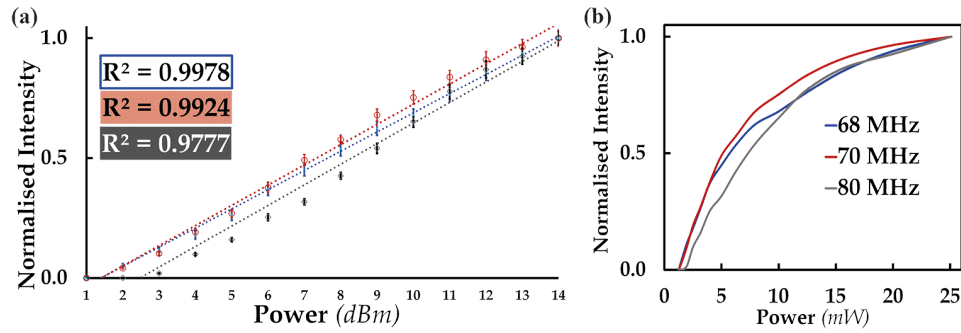 (a)
Normalised Intensity
1.0
0.5
0.0
R² = 0.9978
R² = 0.9924
R² = 0.9777
1 2 3 4 5 6 7 8 9 10 11 12 13 14
Power (dBm)
(b)
Normalised Intensity
1.0
0.5
0.0
68 MHz
70 MHz
80 MHz
0 5 10 15 20 25
Power (mW)